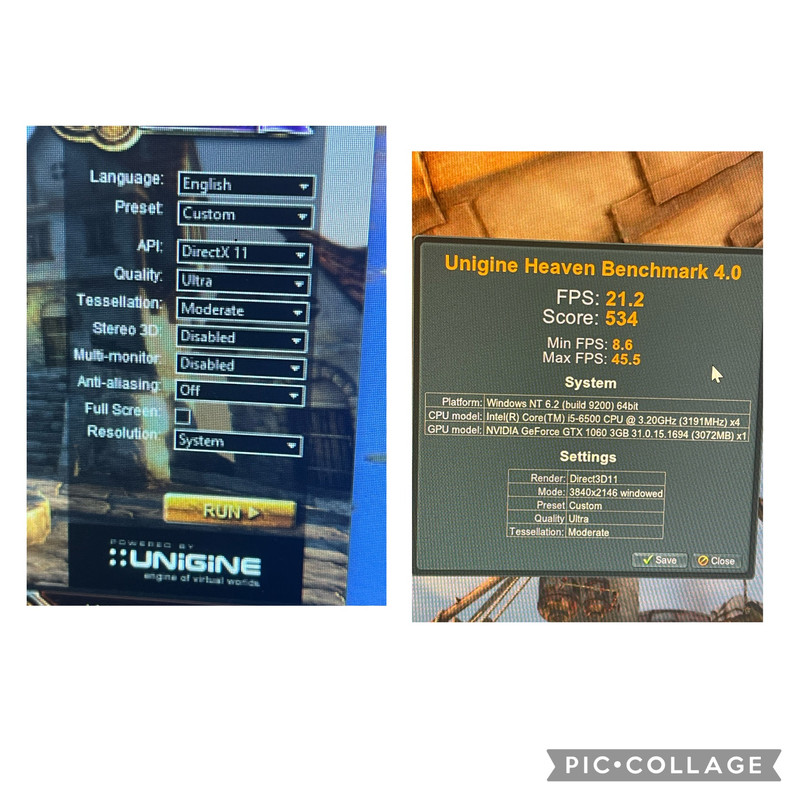 Language: English
Preset: Custom
API: DirectX 11
Quality: Ultra
Tessellation: Moderate
Stereo 3D: Disabled
Multi-monitor: Disabled
Anti-aliasing: Off
Full Screen:
Resolution: System
RUN
POWERED BY
UNiGiNE
engine of virtual worlds
Unigine Heaven Benchmark 4.0
FPS: 21.2
Score: 534
Min FPS: 8.6
Max FPS: 45.5
System
Platform: Windows NT 6.2 (build 9200) 64bit
CPU model: Intel(R) Core(TM) i5-6500 CPU @ 3.20GHz (3191MHz) x4
GPU model: NVIDIA GeForce GTX 1060 3GB 31.0.15.1694 (3072MB) x1
Settings
Render: Direct3D11
Mode: 3840x2146 windowed
Preset Custom
Quality Ultra
Tessellation: Moderate
Save Close
PIC•COLLAGE